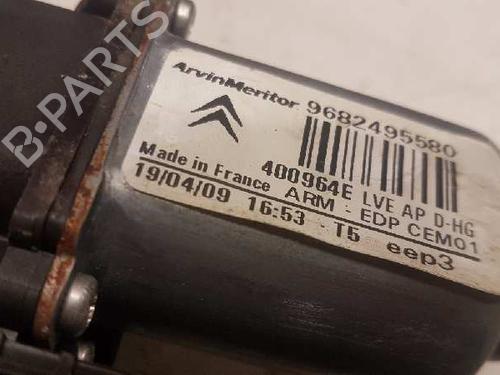 B-PARTS
ArvinMeritor 9682495580
400964E LVE AP D-HG
Made in France ARM - EDP CEM01
19/04/09 16:53 - T5 eep3